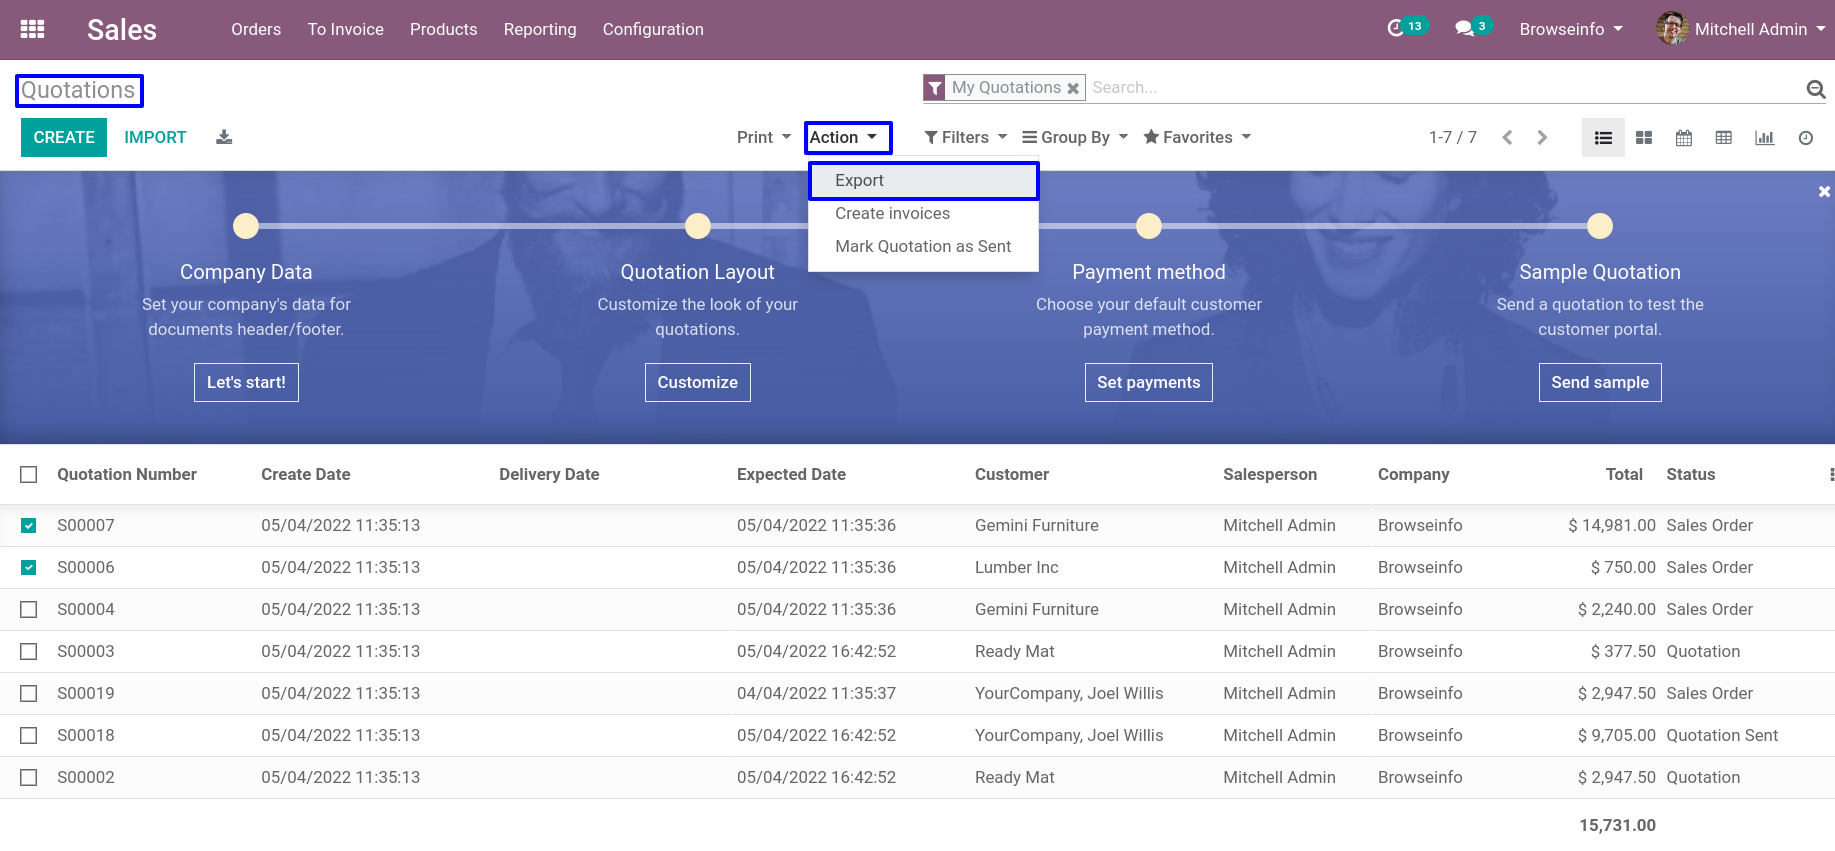 Sales Orders To Invoice Products Reporting Configuration 13 3 Browseinfo Mitchell Admin
Quotations
My Quotations Search...
CREATE IMPORT Print Action Filters Group By Favorites 1-7 / 7
Export
Create invoices
Mark Quotation as Sent
Company Data
Set your company's data for
documents header/footer.
Let's start!
Quotation Layout
Customize the look of your
quotations.
Customize
Payment method
Choose your default customer
payment method.
Set payments
Sample Quotation
Send a quotation to test the
customer portal.
Send sample
Quotation Number Create Date Delivery Date Expected Date Customer Salesperson Company Total Status
S00007 05/04/2022 11:35:13 05/04/2022 11:35:36 Gemini Furniture Mitchell Admin Browseinfo $ 14,981.00 Sales Order
S00006 05/04/2022 11:35:13 05/04/2022 11:35:36 Lumber Inc Mitchell Admin Browseinfo $ 750.00 Sales Order
S00004 05/04/2022 11:35:13 05/04/2022 11:35:36 Gemini Furniture Mitchell Admin Browseinfo $ 2,240.00 Sales Order
S00003 05/04/2022 11:35:13 05/04/2022 16:42:52 Ready Mat Mitchell Admin Browseinfo $ 377.50 Quotation
S00019 05/04/2022 11:35:13 04/04/2022 11:35:37 YourCompany, Joel Willis Mitchell Admin Browseinfo $ 2,947.50 Sales Order
S00018 05/04/2022 11:35:13 05/04/2022 16:42:52 YourCompany, Joel Willis Mitchell Admin Browseinfo $ 9,705.00 Quotation Sent
S00002 05/04/2022 11:35:13 05/04/2022 16:42:52 Ready Mat Mitchell Admin Browseinfo $ 2,947.50 Quotation
15,731.00